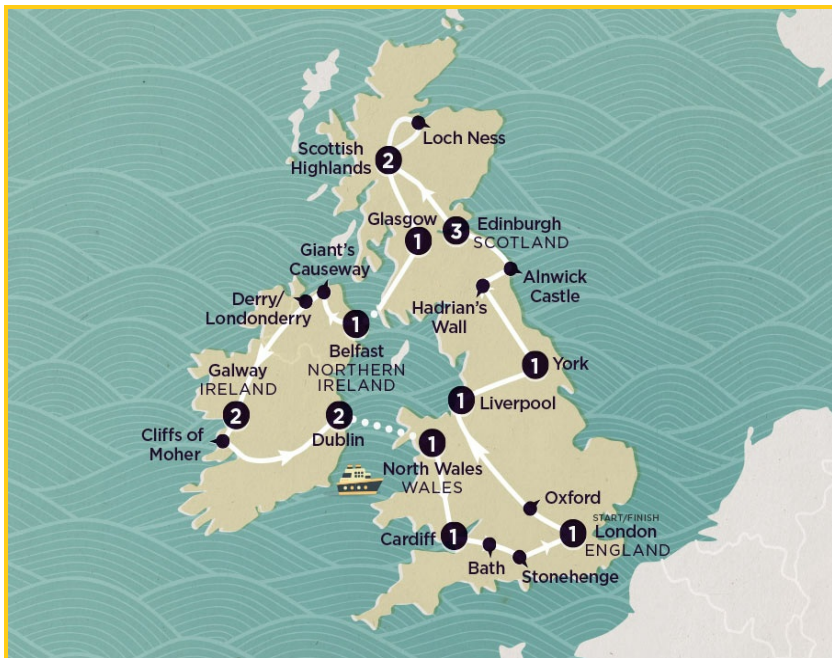 Loch Ness
Scottish
Highlands
2
Glasgow
1
3
Edinburgh
SCOTLAND
Giant's
Causeway
Alnwick
Castle
Derry/
Londonderry
Hadrian's
Wall
1
Belfast
NORTHERN
IRELAND
Galway
IRELAND
1
York
1
Liverpool
2
Cliffs of
Moher
2
Dublin
1
North Wales
WALES
Oxford
START/FINISH
London
ENGLAND
1
Cardiff
1
Bath
Stonehenge